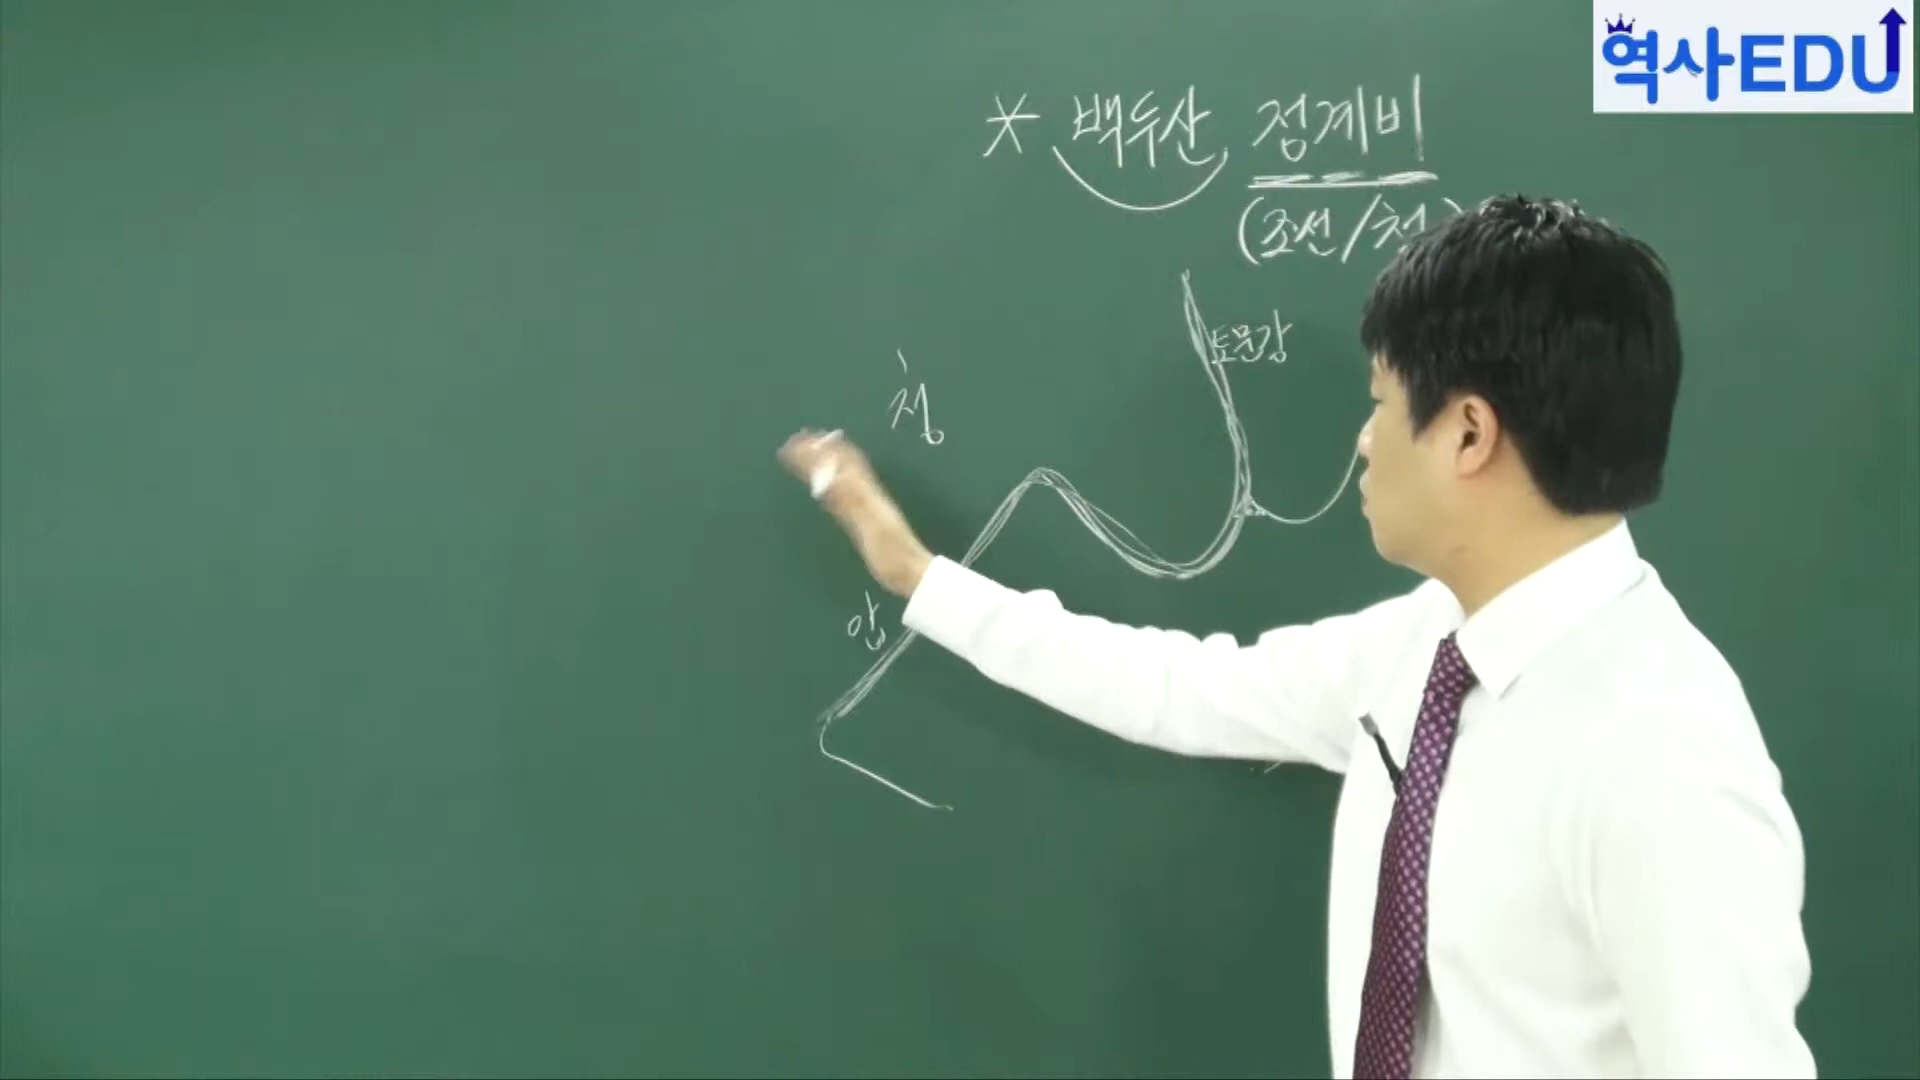 역사EDU
* 백두산 정계비
(조선/청)
토문강
청
압